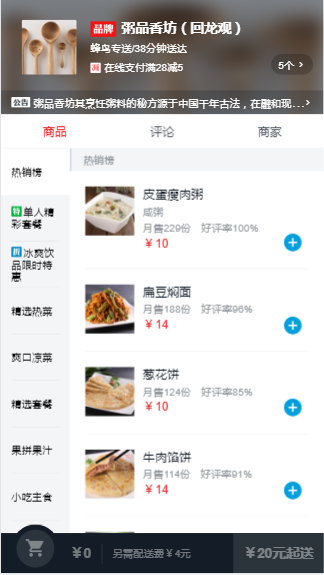 品牌 粥品香坊（回龙观）
蜂鸟专送/38分钟送达
减 在线支付满28减5
5个 >
公告 粥品香坊其烹饪粥料的秘方源于中国千年古法，在融和现... >
商品 评论 商家
热销榜
特 单人精
彩套餐
折 冰爽饮
品限时特
惠
精选热菜
爽口凉菜
精选套餐
果拼果汁
小吃主食
热销榜
皮蛋瘦肉粥
咸粥
月售229份 好评率100%
￥10
扁豆焖面
月售188份 好评率96%
￥14
葱花饼
月售124份 好评率85%
￥10
牛肉馅饼
月售114份 好评率91%
￥14
￥0 另需配送费￥4元 ￥20元起送